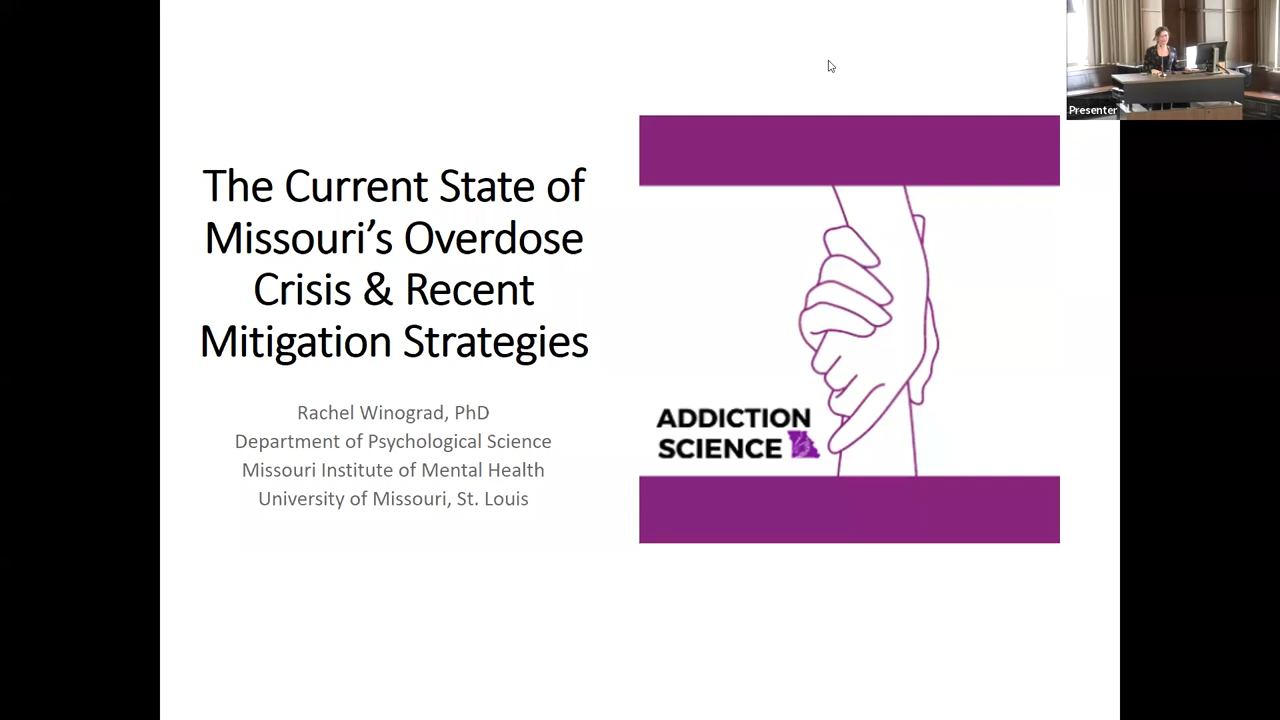 The Current State of
Missouri's Overdose
Crisis & Recent
Mitigation Strategies
Rachel Winograd, PhD
Department of Psychological Science
Missouri Institute of Mental Health
University of Missouri, St. Louis
ADDICTION
SCIENCE
Presenter